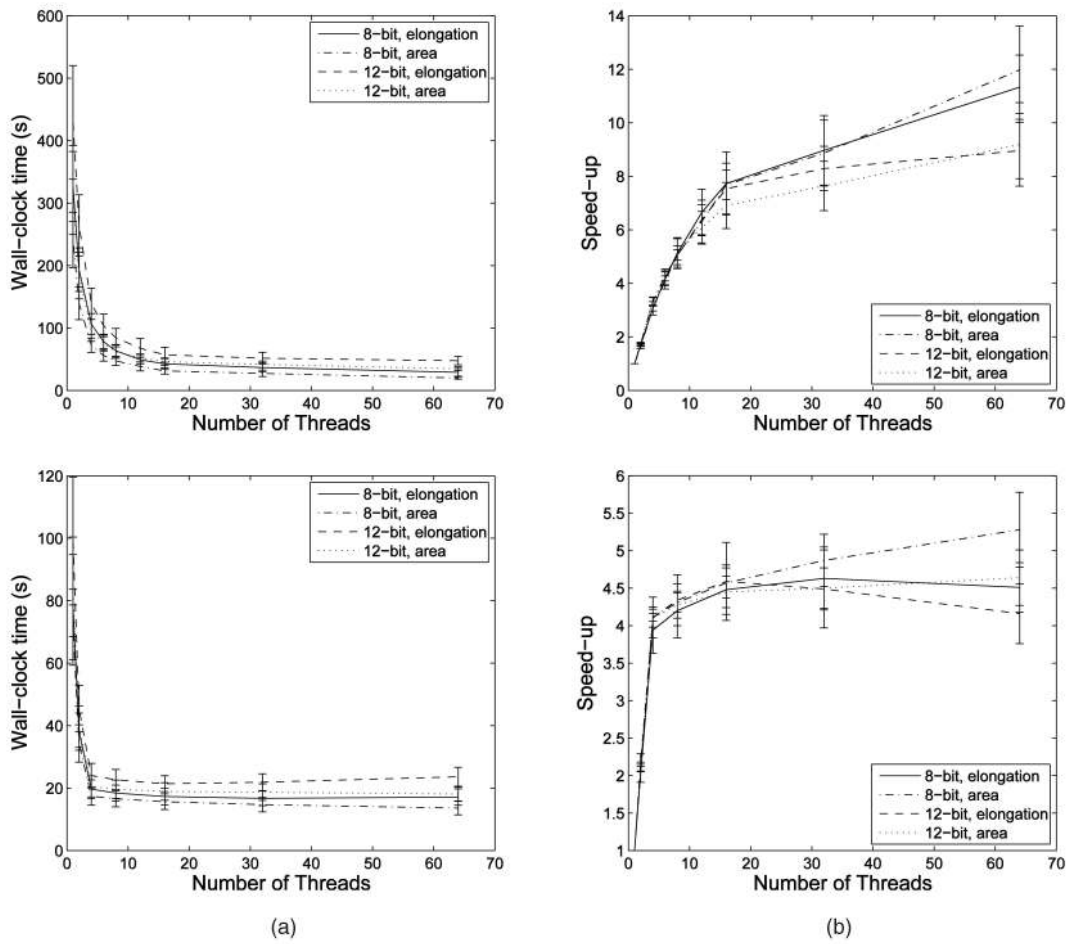 600
500
400
300
200
100
0
Wall-clock time (s)
0 10 20 30 40 50 60 70
Number of Threads
8-bit, elongation
8-bit, area
12-bit, elongation
12-bit, area
14
12
10
8
6
4
2
0
Speed-up
0 10 20 30 40 50 60 70
Number of Threads
8-bit, elongation
8-bit, area
12-bit, elongation
12-bit, area
120
100
80
60
40
20
0
Wall-clock time (s)
0 10 20 30 40 50 60 70
Number of Threads
8-bit, elongation
8-bit, area
12-bit, elongation
12-bit, area
6
5.5
5
4.5
4
3.5
3
2.5
2
1.5
1
Speed-up
0 10 20 30 40 50 60 70
Number of Threads
8-bit, elongation
8-bit, area
12-bit, elongation
12-bit, area
(a)
(b)